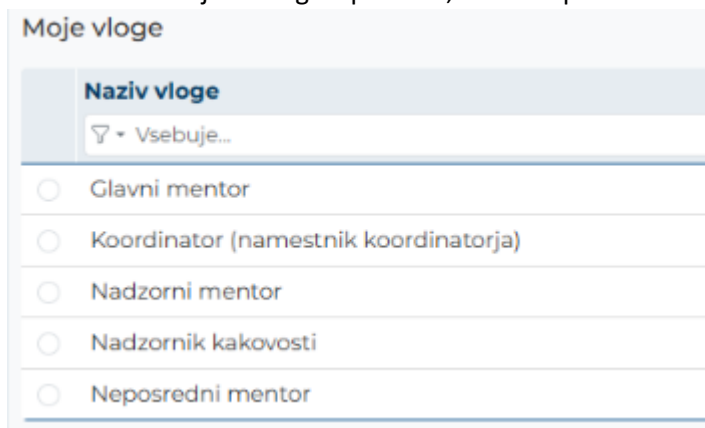 Moje vloge
Naziv vloge
Vsebuje...
Glavni mentor
Koordinator (namestnik koordinatorja)
Nadzorni mentor
Nadzornik kakovosti
Neposredni mentor